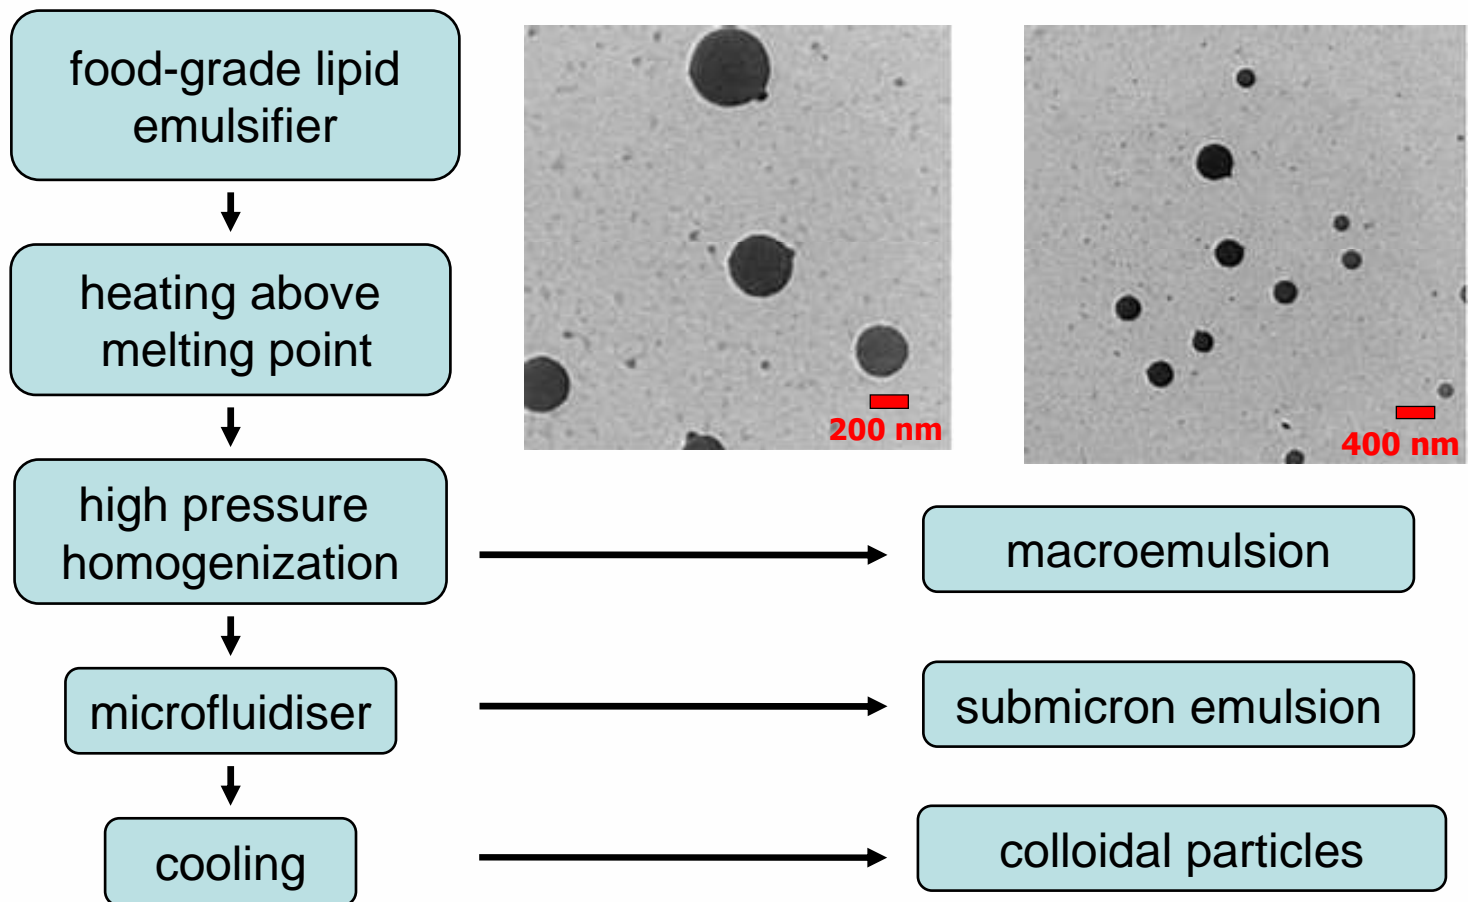 food-grade lipid
emulsifier
heating above
melting point
high pressure
homogenization
microfluidiser
cooling
200 nm
400 nm
macroemulsion
submicron emulsion
colloidal particles